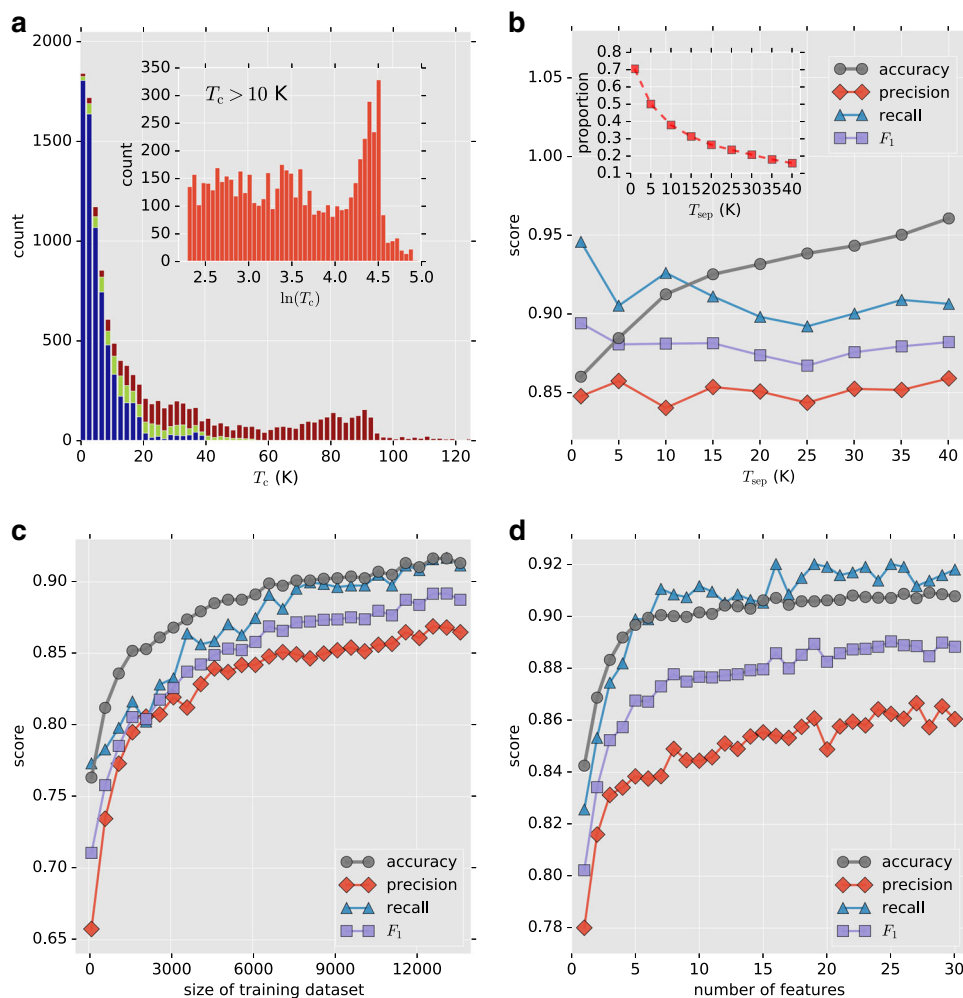 a
2000
1500
1000
500
0
count
0 20 40 60 80 100 120
T_c (K)
350
300
250
200
150
100
50
0
count
T_c > 10 K
2.5 3.0 3.5 4.0 4.5 5.0
ln(T_c)
b
1.05
1.00
0.95
0.90
0.85
score
0 5 10 15 20 25 30 35 40
T_sep (K)
0.8
0.7
0.6
0.5
0.4
0.3
0.2
0.1
proportion
0 5 10 15 20 25 30 35 40
T_sep (K)
accuracy
precision
recall
F_1
c
0.90
0.85
0.80
0.75
0.70
0.65
score
0 3000 6000 9000 12000
size of training dataset
accuracy
precision
recall
F_1
d
0.92
0.90
0.88
0.86
0.84
0.82
0.80
0.78
score
0 5 10 15 20 25 30
number of features
accuracy
precision
recall
F_1